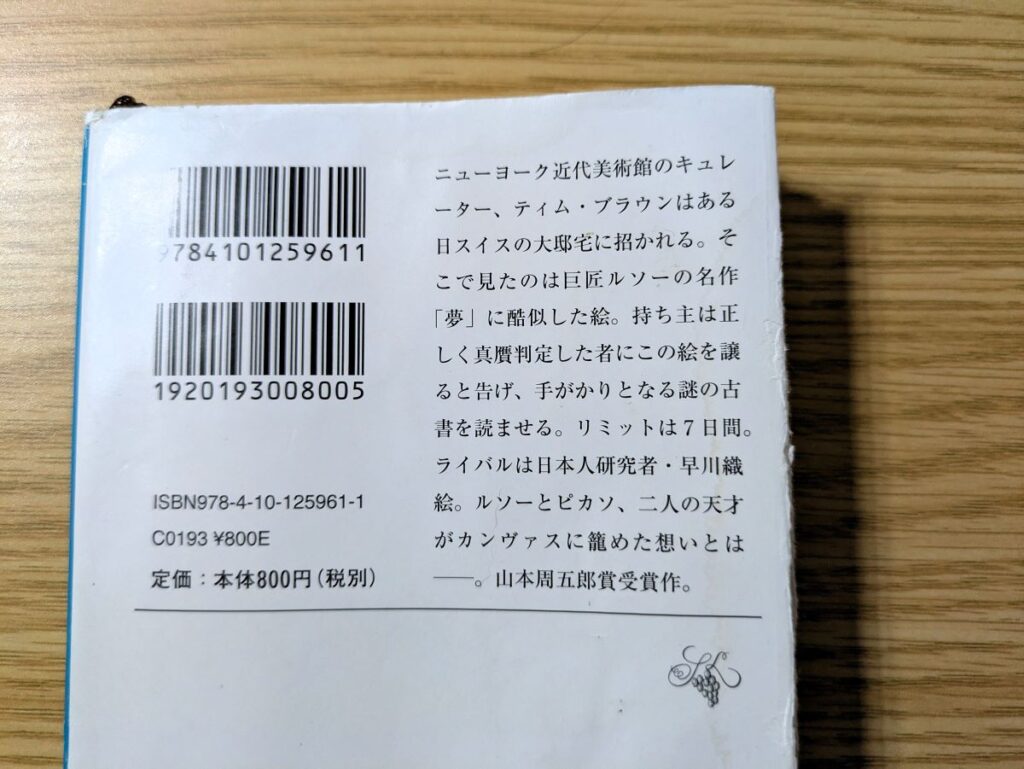 9784101259611
1920193008005
ISBN978-4-10-125961-1
C0193 ¥800E
定価：本体800円(税別)
ニューヨーク近代美術館のキュレ
ーター、ティム・ブラウンはある
日スイスの大邸宅に招かれる。そ
こで見たのは巨匠ルソーの名作
「夢」に酷似した絵。持ち主は正
しく真贋判定した者にこの絵を譲
ると告げ、手がかりとなる謎の古
書を読ませる。リミットは７日間。
ライバルは日本人研究者・早川織
絵。ルソーとピカソ、二人の天才
がカンヴァスに籠めた想いとは
――。山本周五郎賞受賞作。